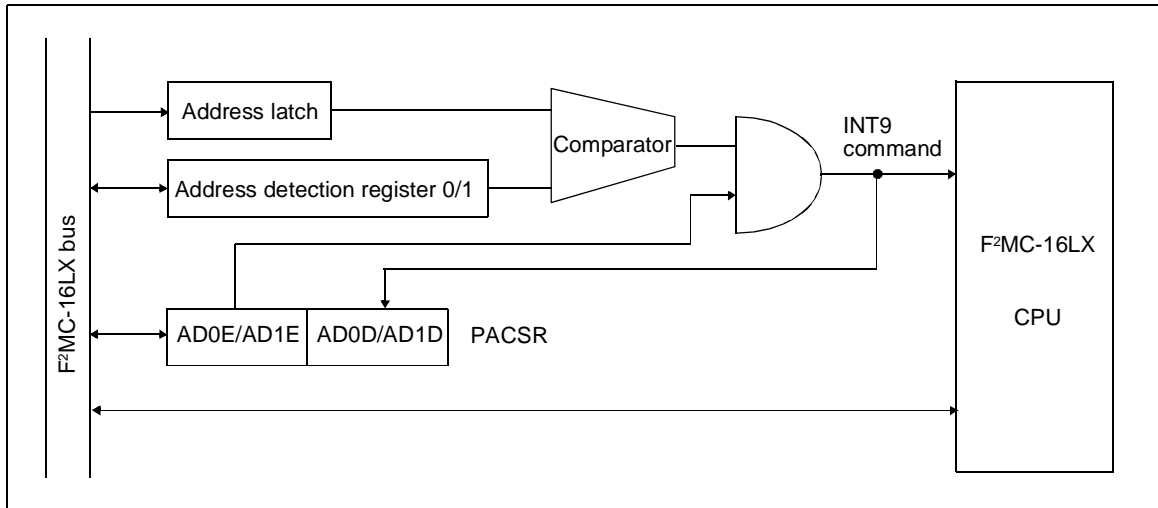 Address latch
Comparator
INT9
command
Address detection register 0/1
F²MC-16LX bus
F²MC-16LX
CPU
AD0E/AD1E
AD0D/AD1D
PACSR